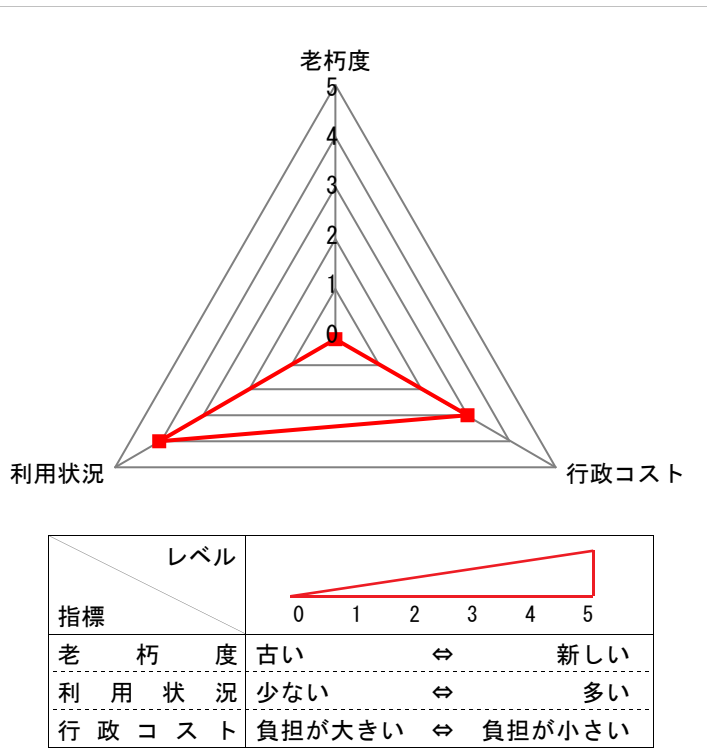 老朽度
5
4
3
2
1
0
利用状況
行政コスト
レベル
指標
0 1 2 3 4 5
老朽度 古い ⇔ 新しい
利用状況 少ない ⇔ 多い
行政コスト 負担が大きい ⇔ 負担が小さい